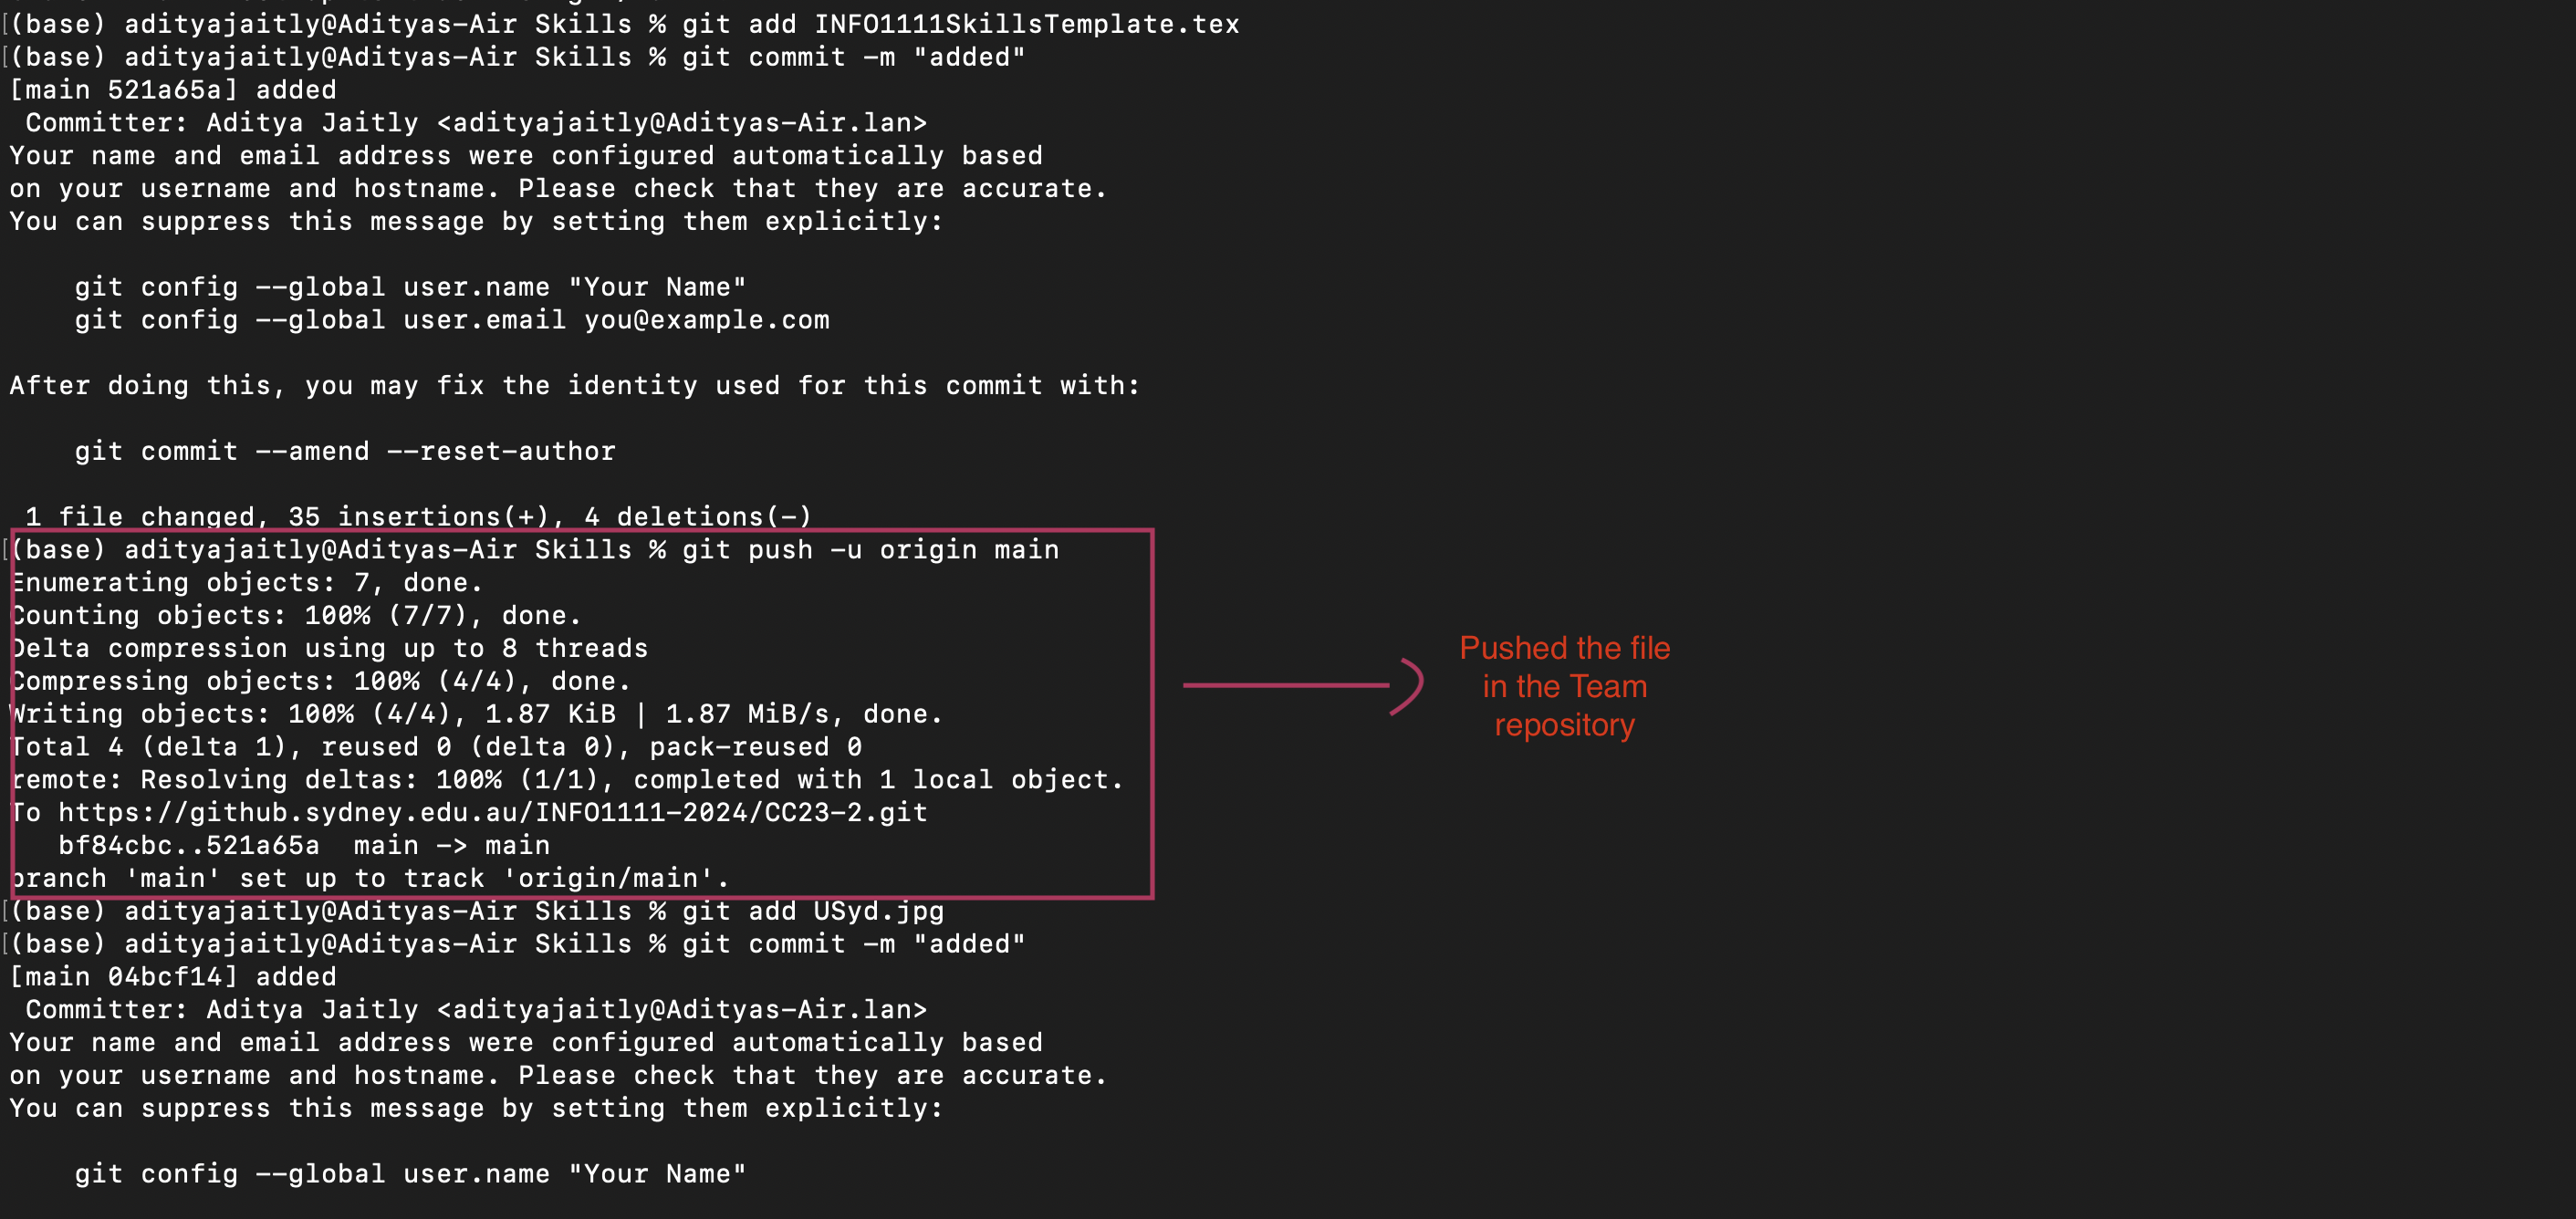 (base) adityajaitly@Adityas-Air Skills % git add INFO1111SkillsTemplate.tex
(base) adityajaitly@Adityas-Air Skills % git commit -m "added"
[main 521a65a] added
 Committer: Aditya Jaitly <adityajaitly@Adityas-Air.lan>
Your name and email address were configured automatically based
on your username and hostname. Please check that they are accurate.
You can suppress this message by setting them explicitly:
    git config --global user.name "Your Name"
    git config --global user.email you@example.com
After doing this, you may fix the identity used for this commit with:
    git commit --amend --reset-author
 1 file changed, 35 insertions(+), 4 deletions(-)
(base) adityajaitly@Adityas-Air Skills % git push -u origin main
Enumerating objects: 7, done.
Counting objects: 100% (7/7), done.
Delta compression using up to 8 threads
Compressing objects: 100% (4/4), done.
Writing objects: 100% (4/4), 1.87 KiB | 1.87 MiB/s, done.
Total 4 (delta 1), reused 0 (delta 0), pack-reused 0
remote: Resolving deltas: 100% (1/1), completed with 1 local object.
To https://github.sydney.edu.au/INFO1111-2024/CC23-2.git
   bf84cbc..521a65a  main -> main
branch 'main' set up to track 'origin/main'.
Pushed the file
in the Team
repository
(base) adityajaitly@Adityas-Air Skills % git add USyd.jpg
(base) adityajaitly@Adityas-Air Skills % git commit -m "added"
[main 04bcf14] added
 Committer: Aditya Jaitly <adityajaitly@Adityas-Air.lan>
Your name and email address were configured automatically based
on your username and hostname. Please check that they are accurate.
You can suppress this message by setting them explicitly:
    git config --global user.name "Your Name"